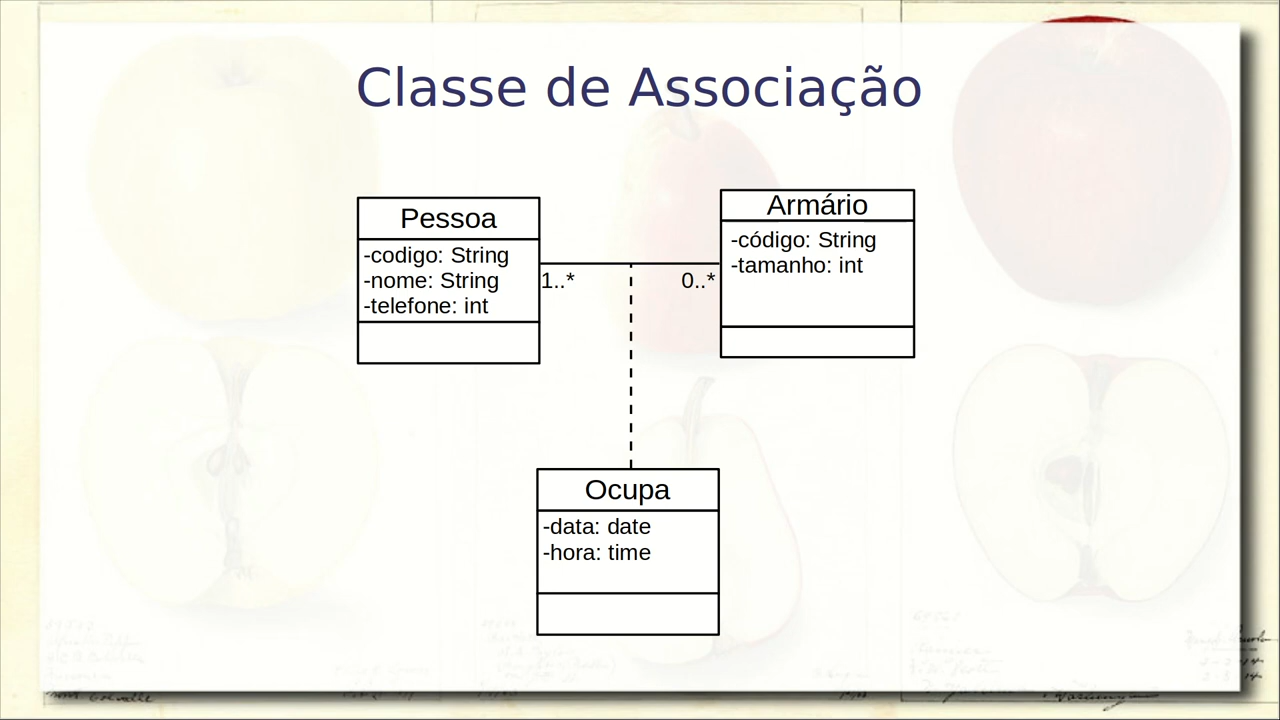 Classe de Associação
Pessoa
-codigo: String
-nome: String
-telefone: int
1..*
0..*
Armário
-código: String
-tamanho: int
Ocupa
-data: date
-hora: time